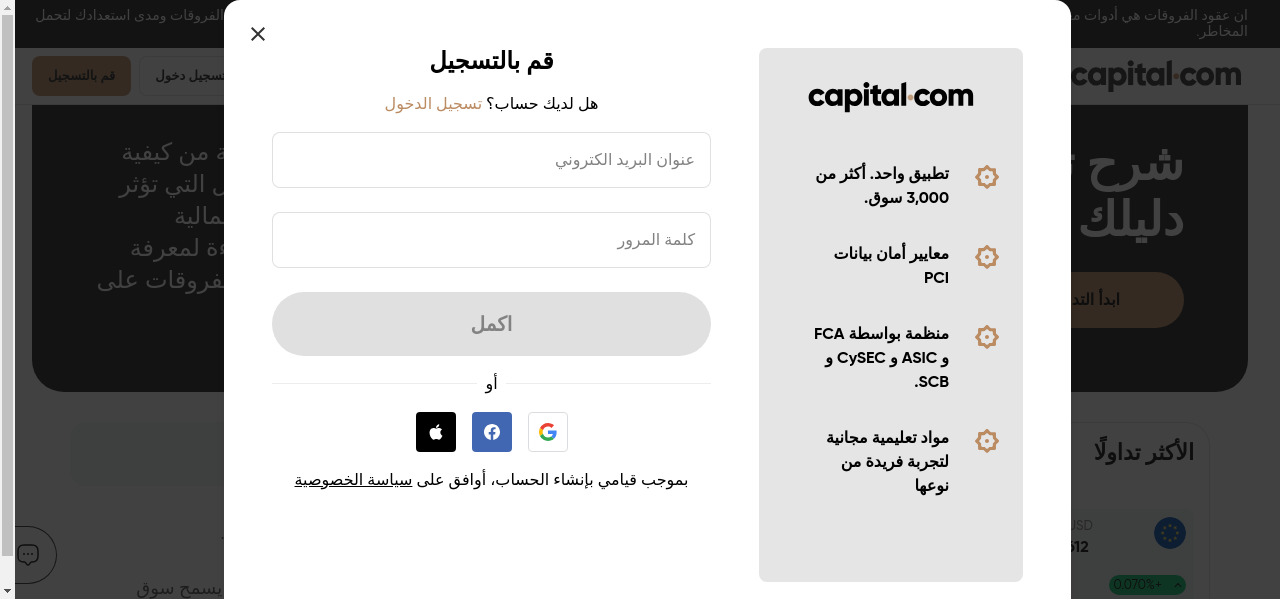 ان عقود الفروقات هي أدوات
الفروقات ومدى استعدادك لتحمل
المخاطر.
capital.com
تسجيل دخول
قم بالتسجيل
شرح
دليلك
ابدأ
ة من كيفية
التي تؤثر
لمعرفة
على
قم بالتسجيل
هل لديك حساب؟ تسجيل الدخول
عنوان البريد الكتروني
كلمة المرور
اكمل
أو
بموجب قيامي بإنشاء الحساب، أوافق على سياسة الخصوصية
capital.com
تطبيق واحد. أكثر من
3,000 سوق.
معايير أمان بيانات
PCI
منظمة بواسطة FCA
و ASIC و CySEC و
SCB.
مواد تعليمية مجانية
لتجربة فريدة من
نوعها
الأكثر تداولًا
USD
612
+0.070%
يسمح سوق